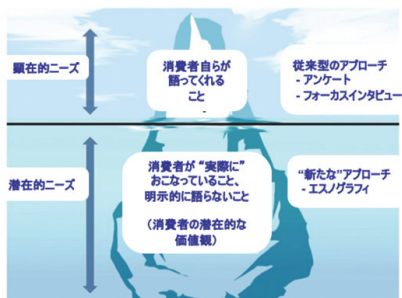 顕在的ニーズ
消費者自らが
語ってくれる
こと
従来型のアプローチ
- アンケート
- フォーカスインタビュー
潜在的ニーズ
消費者が“実際に”
おこなっていること、
明示的に語らないこと
(消費者の潜在的な
価値観)
“新たな”アプローチ
- エスノグラフィ